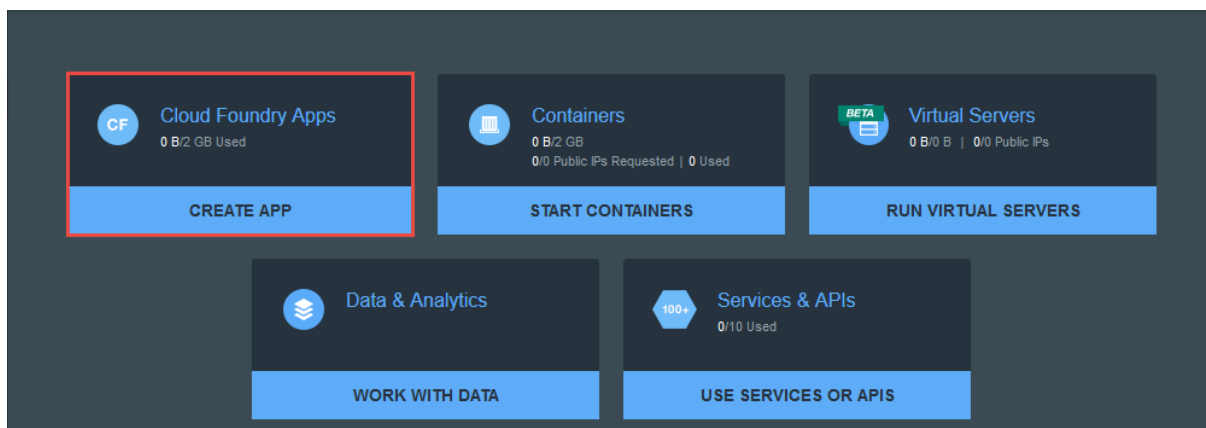 CF
Cloud Foundry Apps
0 B/2 GB Used
CREATE APP
Containers
0 B/2 GB
0/0 Public IPs Requested | 0 Used
START CONTAINERS
BETA
Virtual Servers
0 B/0 B | 0/0 Public IPs
RUN VIRTUAL SERVERS
Data & Analytics
WORK WITH DATA
100+
Services & APIs
0/10 Used
USE SERVICES OR APIS